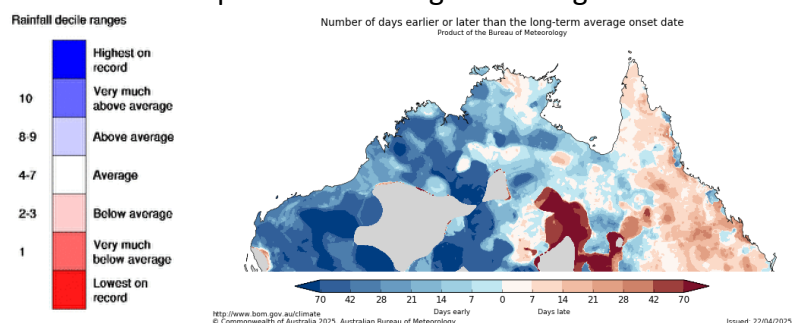 Rainfall decile ranges
Highest on
record
10
Very much
above average
8-9
Above average
4-7
Average
2-3
Below average
1
Very much
below average
Lowest on
record
Number of days earlier or later than the long-term average onset date
Product of the Bureau of Meteorology
70 42 28 21 14 7 0 7 14 21 28 42 70
Days early Days late
http://www.bom.gov.au/climate
© Commonwealth of Australia 2025, Australian Bureau of Meteorology
Issued: 22/04/2025